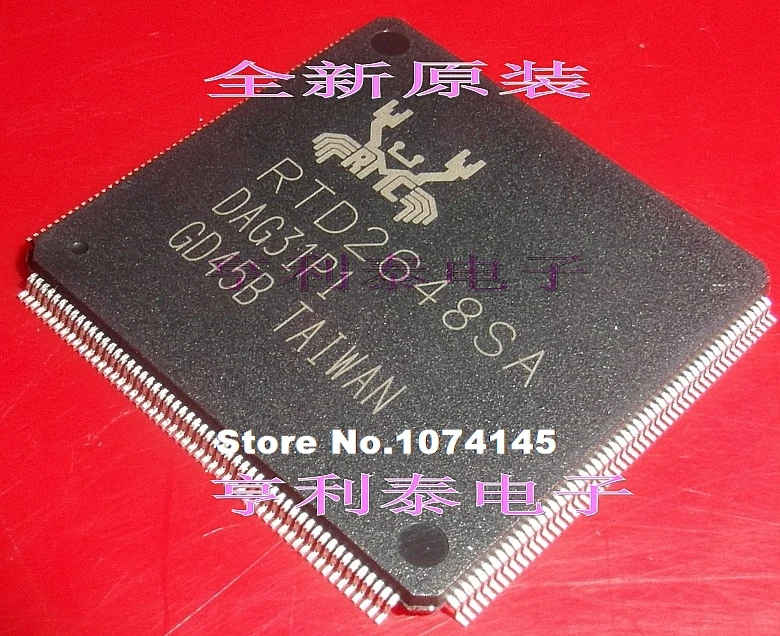 全新原装
RTD2648SA
DAG31P1
GD45B TAIWAN
亨利泰电子
Store No.1074145
亨利泰电子